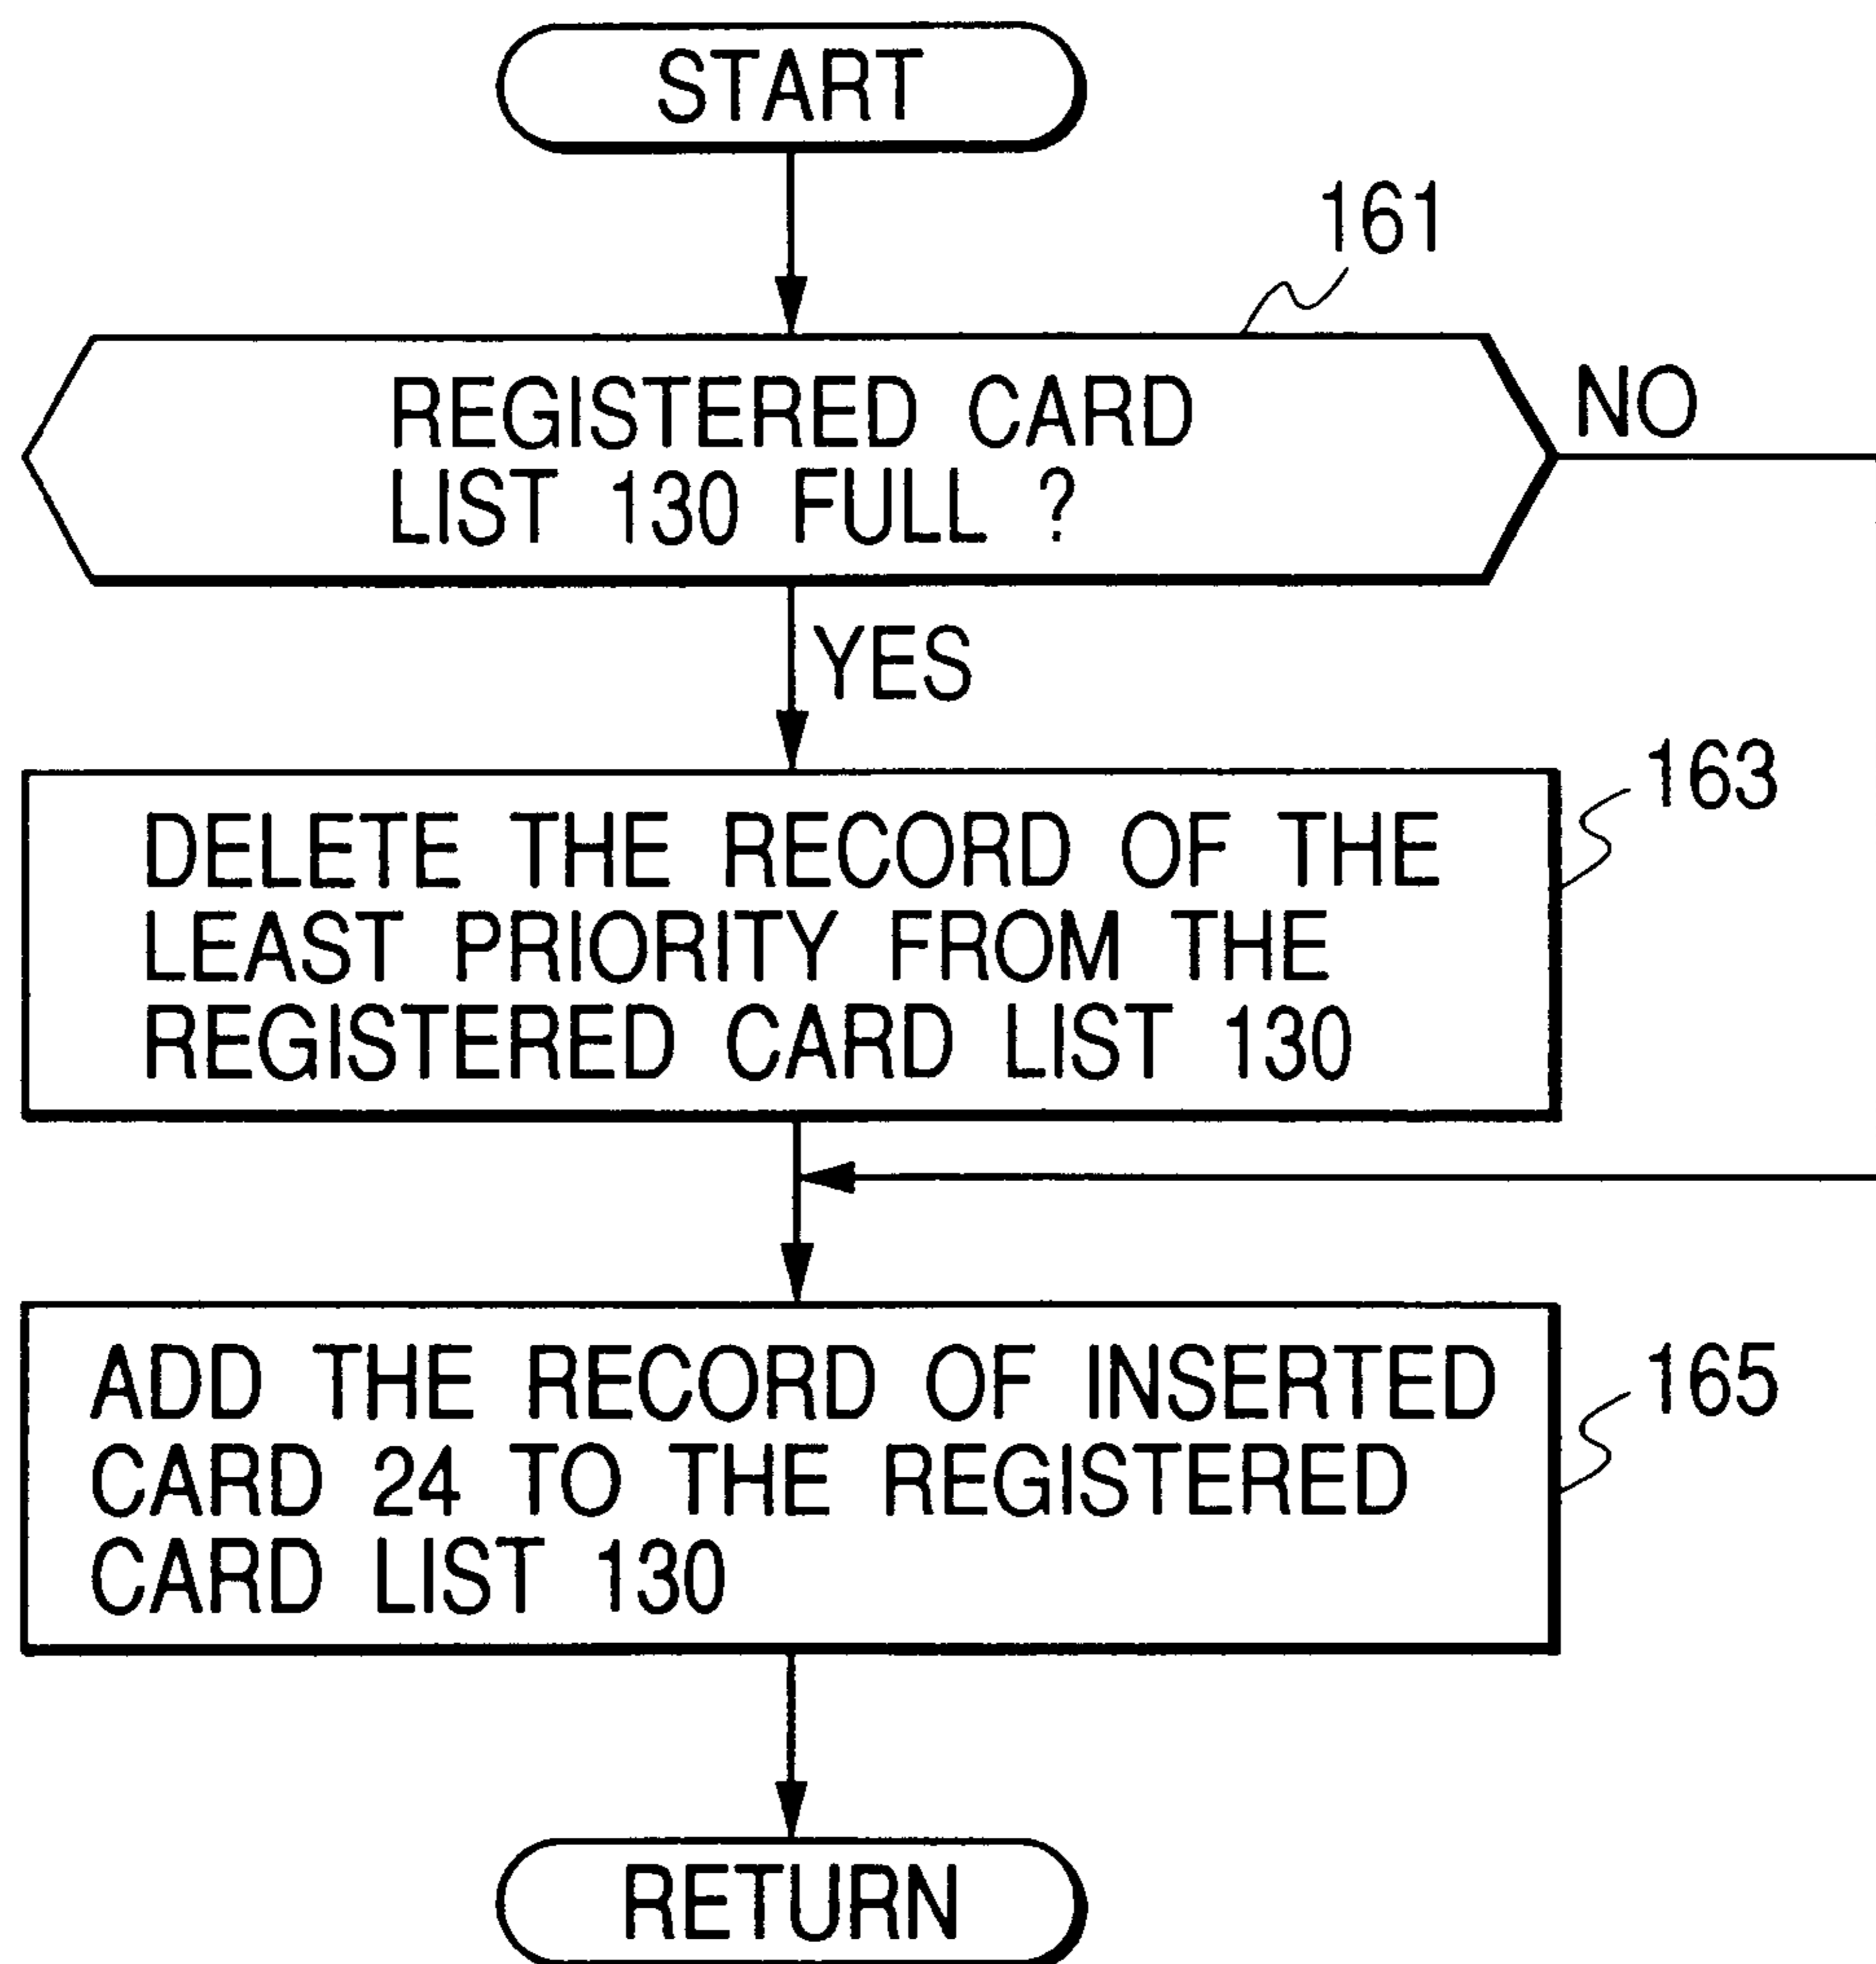 START
161
REGISTERED CARD
LIST 130 FULL ?
NO
YES
163
DELETE THE RECORD OF THE
LEAST PRIORITY FROM THE
REGISTERED CARD LIST 130
165
ADD THE RECORD OF INSERTED
CARD 24 TO THE REGISTERED
CARD LIST 130
RETURN